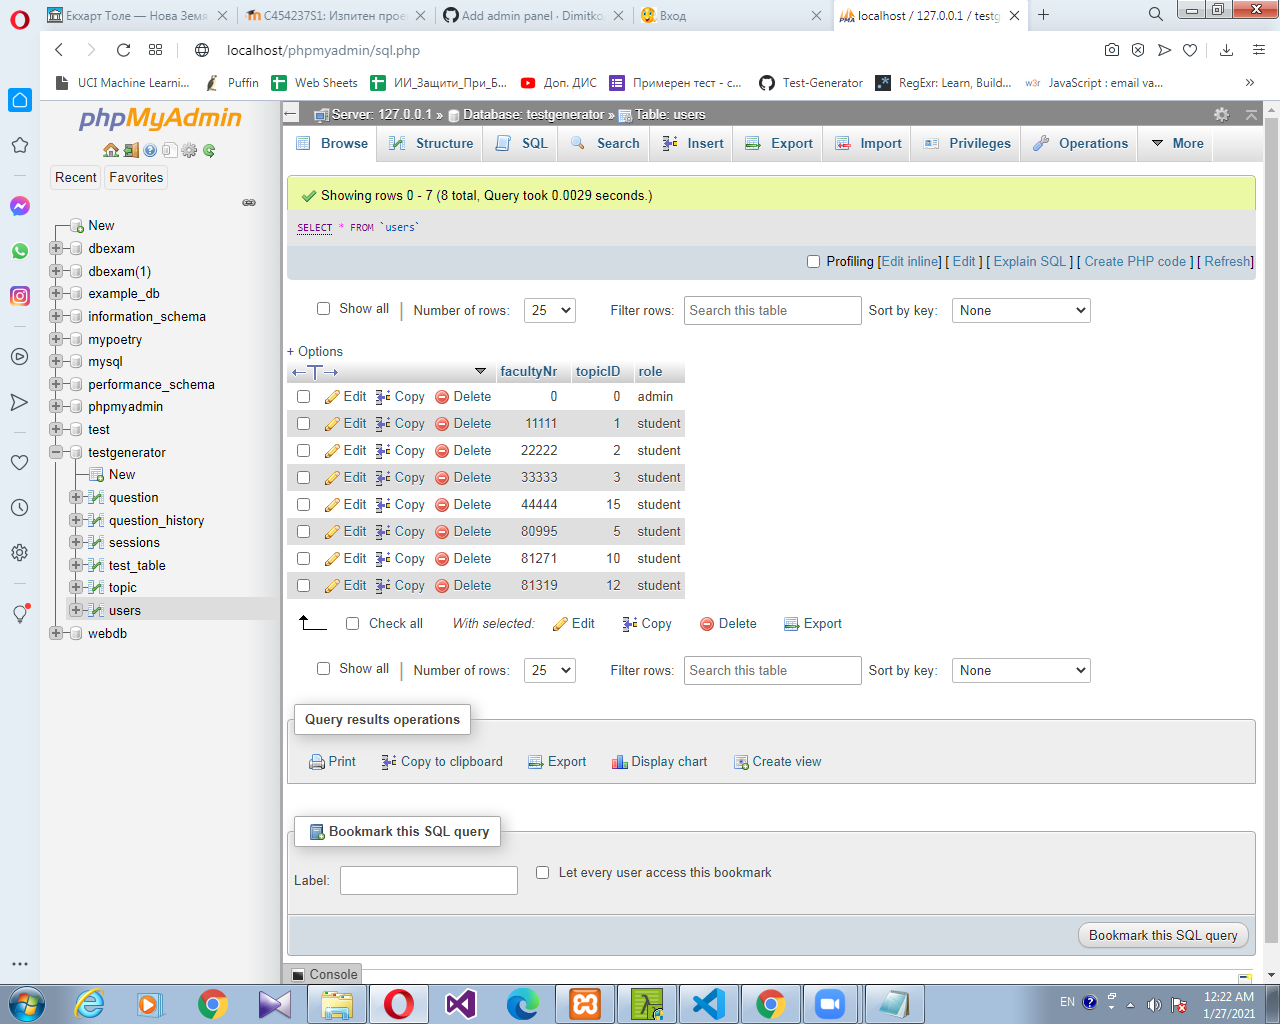 Екхарт Толе — Нова Земя
C454237S1: Изпитен прое
Add admin panel · Dimitko
Вход
localhost / 127.0.0.1 / testg
localhost/phpmyadmin/sql.php
UCI Machine Learni...
Puffin
Web Sheets
ИИ_Защити_При_Б...
Доп. ДИС
Примерен тест - с...
Test-Generator
RegExr: Learn, Build...
w3r JavaScript : email va...
»
phpMyAdmin
Recent Favorites
New
dbexam
dbexam(1)
example_db
information_schema
mypoetry
mysql
performance_schema
phpmyadmin
test
testgenerator
New
question
question_history
sessions
test_table
topic
users
webdb
Server: 127.0.0.1 » Database: testgenerator » Table: users
Browse Structure SQL Search Insert Export Import Privileges Operations More
Showing rows 0 - 7 (8 total, Query took 0.0029 seconds.)
SELECT * FROM `users`
Profiling [Edit inline] [ Edit ] [ Explain SQL ] [ Create PHP code ] [ Refresh]
Show all | Number of rows: 25 Filter rows: Search this table Sort by key: None
+ Options
←T→ facultyNr topicID role
Edit Copy Delete 0 0 admin
Edit Copy Delete 11111 1 student
Edit Copy Delete 22222 2 student
Edit Copy Delete 33333 3 student
Edit Copy Delete 44444 15 student
Edit Copy Delete 80995 5 student
Edit Copy Delete 81271 10 student
Edit Copy Delete 81319 12 student
Check all With selected: Edit Copy Delete Export
Show all | Number of rows: 25 Filter rows: Search this table Sort by key: None
Query results operations
Print Copy to clipboard Export Display chart Create view
Bookmark this SQL query
Label: Let every user access this bookmark
Bookmark this SQL query
Console
EN
12:22 AM
1/27/2021